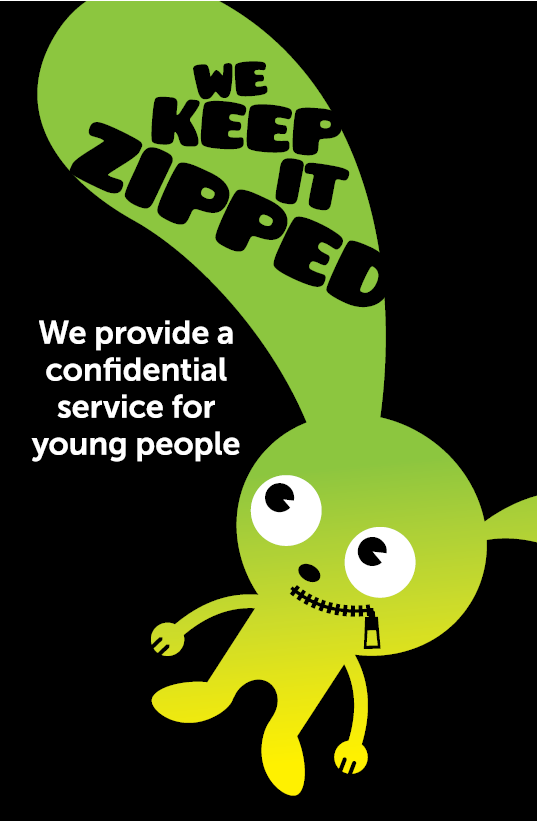 WE
KEEP
IT
ZIPPED
We provide a
confidential
service for
young people